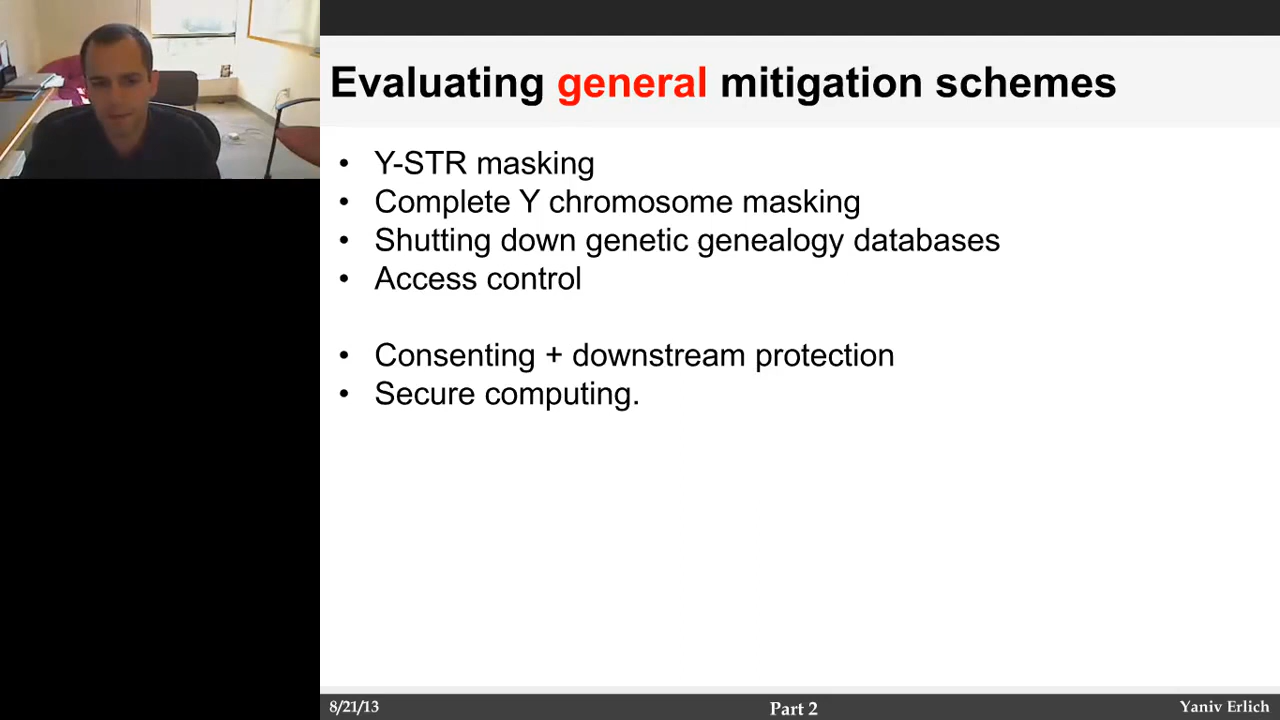 Evaluating general mitigation schemes
• Y-STR masking
• Complete Y chromosome masking
• Shutting down genetic genealogy databases
• Access control
• Consenting + downstream protection
• Secure computing.
8/21/13
Part 2
Yaniv Erlich